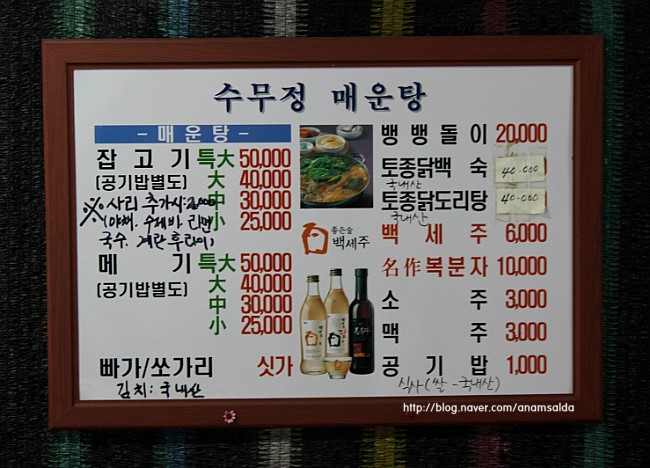 수무정 매운탕
- 매 운 탕 -
잡 고 기 특大 50,000
(공기밥별도) 大 40,000
中 30,000
小 25,000
※ 사리 추가시 2,000
(야채. 수제비. 라면
국수. 계란후라이)
메 기 특大 50,000
(공기밥별도) 大 40,000
中 30,000
小 25,000
빠가/쏘가리 싯가
김치: 국내산
좋은술
백세주
뱅뱅돌이 20,000
토종닭백숙 40.000
국내산
토종닭도리탕 40.000
국내산
백 세 주 6,000
名作복분자 10,000
소 주 3,000
맥 주 3,000
공 기 밥 1,000
식사(쌀-국내산)
http://blog.naver.com/anamsalda